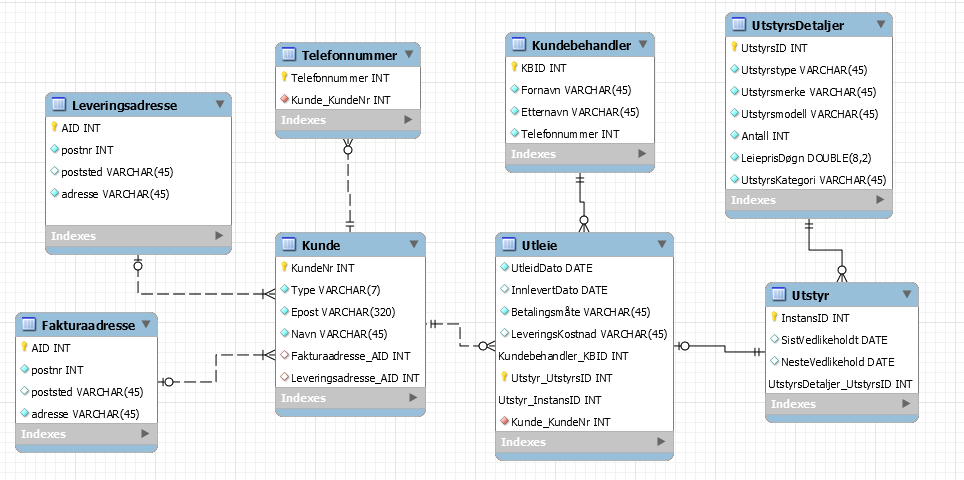 Leveringsadresse
AID INT
postnr INT
poststed VARCHAR(45)
adresse VARCHAR(45)
Indexes
Telefonnummer
Telefonnummer INT
Kunde_KundeNr INT
Indexes
Kundebehandler
KBID INT
Fornavn VARCHAR(45)
Etternavn VARCHAR(45)
Telefonnummer INT
Indexes
UtstyrsDetaljer
UtstyrsID INT
Utstyrstype VARCHAR(45)
Utstyrsmerke VARCHAR(45)
Utstyrsmodell VARCHAR(45)
Antall INT
LeieprisDøgn DOUBLE(8,2)
UtstyrsKategori VARCHAR(45)
Indexes
Fakturaadresse
AID INT
postnr INT
poststed VARCHAR(45)
adresse VARCHAR(45)
Indexes
Kunde
KundeNr INT
Type VARCHAR(7)
Epost VARCHAR(320)
Navn VARCHAR(45)
Fakturaadresse_AID INT
Leveringsadresse_AID INT
Indexes
Utleie
UtleidDato DATE
InnlevertDato DATE
Betalingsmåte VARCHAR(45)
LeveringsKostnad VARCHAR(45)
Kundebehandler_KBID INT
Utstyr_UtstyrsID INT
Utstyr_InstansID INT
Kunde_KundeNr INT
Indexes
Utstyr
InstansID INT
SistVedlikeholdt DATE
NesteVedlikehold DATE
UtstyrsDetaljer_UtstyrsID INT
Indexes